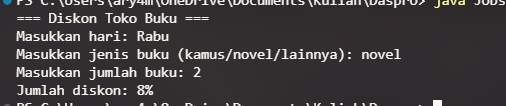 PS C:\Users\ary4m\OneDrive\Documents\Kuliah\Daspro> java Jobs
=== Diskon Toko Buku ===
Masukkan hari: Rabu
Masukkan jenis buku (kamus/novel/lainnya): novel
Masukkan jumlah buku: 2
Jumlah diskon: 8%